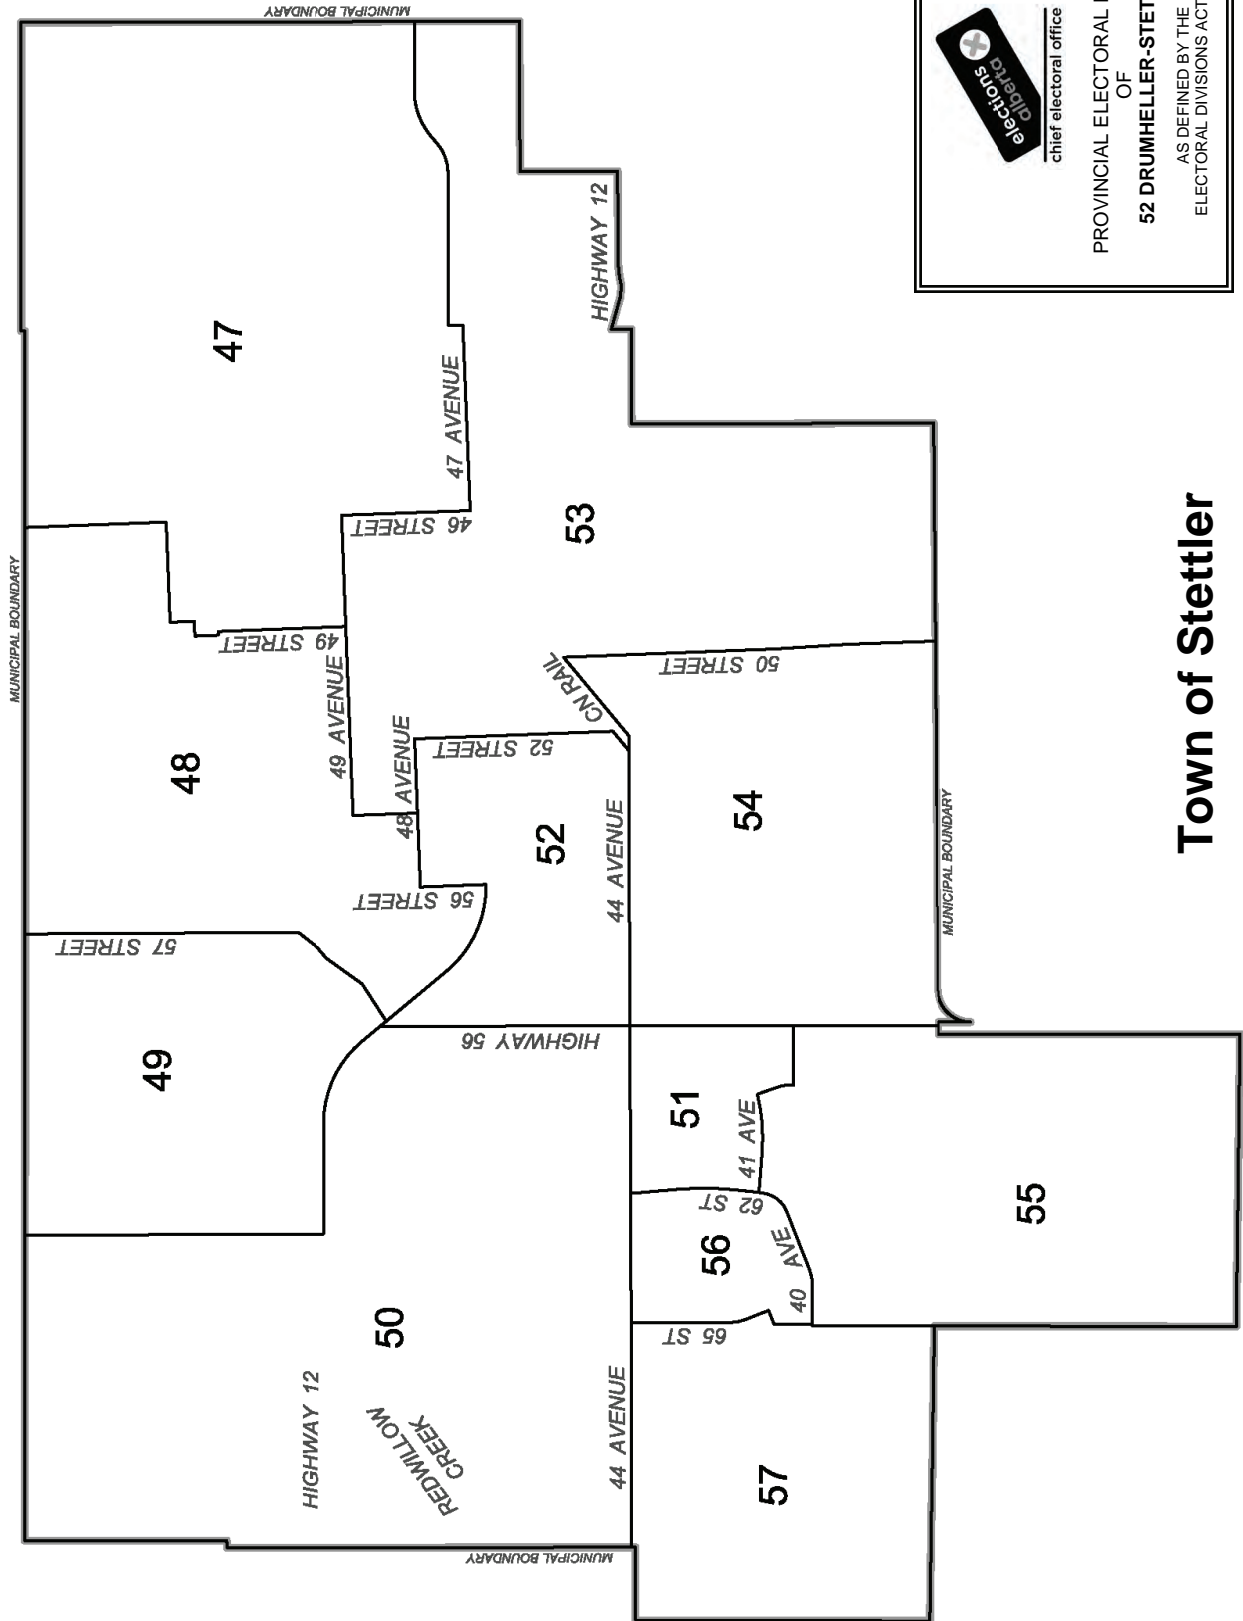 MUNICIPAL BOUNDARY
57 STREET
49
48
47
49 STREET
MUNICIPAL BOUNDARY
HIGHWAY 12
49 AVENUE
46 STREET
50
REDWILLOW
CREEK
56 STREET
48 AVENUE
47 AVENUE
52 STREET
HIGHWAY 56
MUNICIPAL BOUNDARY
52
53
CN RAIL
HIGHWAY 12
44 AVENUE
44 AVENUE
65 ST
62 ST
51
50 STREET
56
41 AVE
54
57
40 AVE
MUNICIPAL BOUNDARY
55
elections
alberta
chief electoral office
PROVINCIAL ELECTORAL
OF
52 DRUMHELLER-STET
AS DEFINED BY THE
ELECTORAL DIVISIONS ACT
Town of Stettler